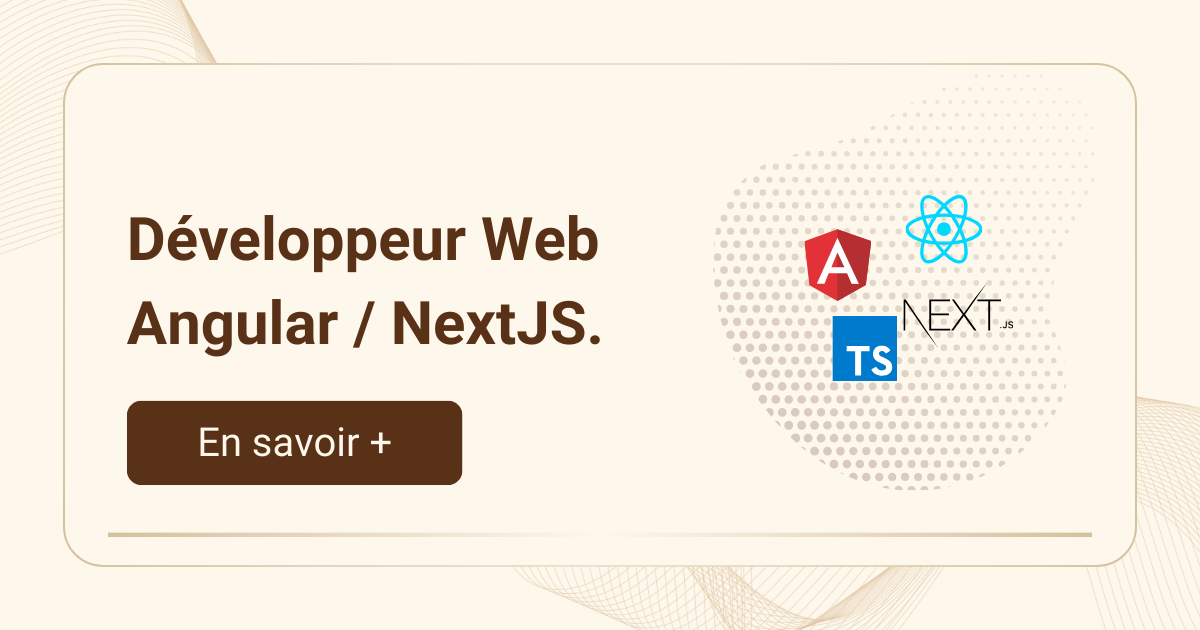 Développeur Web
Angular / NextJS.
En savoir +
A
NEXT.JS
TS